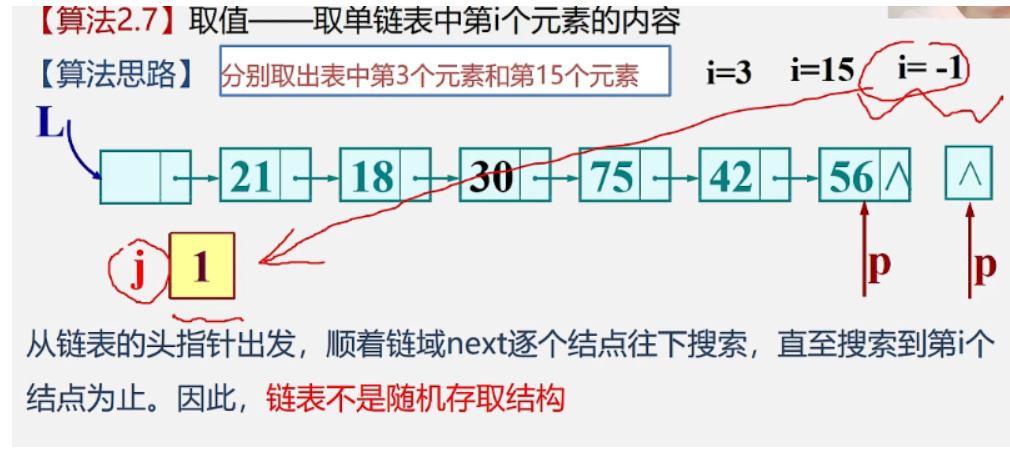 【算法2.7】取值——取单链表中第i个元素的内容
【算法思路】 分别取出表中第3个元素和第15个元素 i=3 i=15 i= -1
L
21 18 30 75 42 56 ∧ ∧
j 1 p p
从链表的头指针出发，顺着链域next逐个结点往下搜索，直至搜索到第i个
结点为止。因此，链表不是随机存取结构